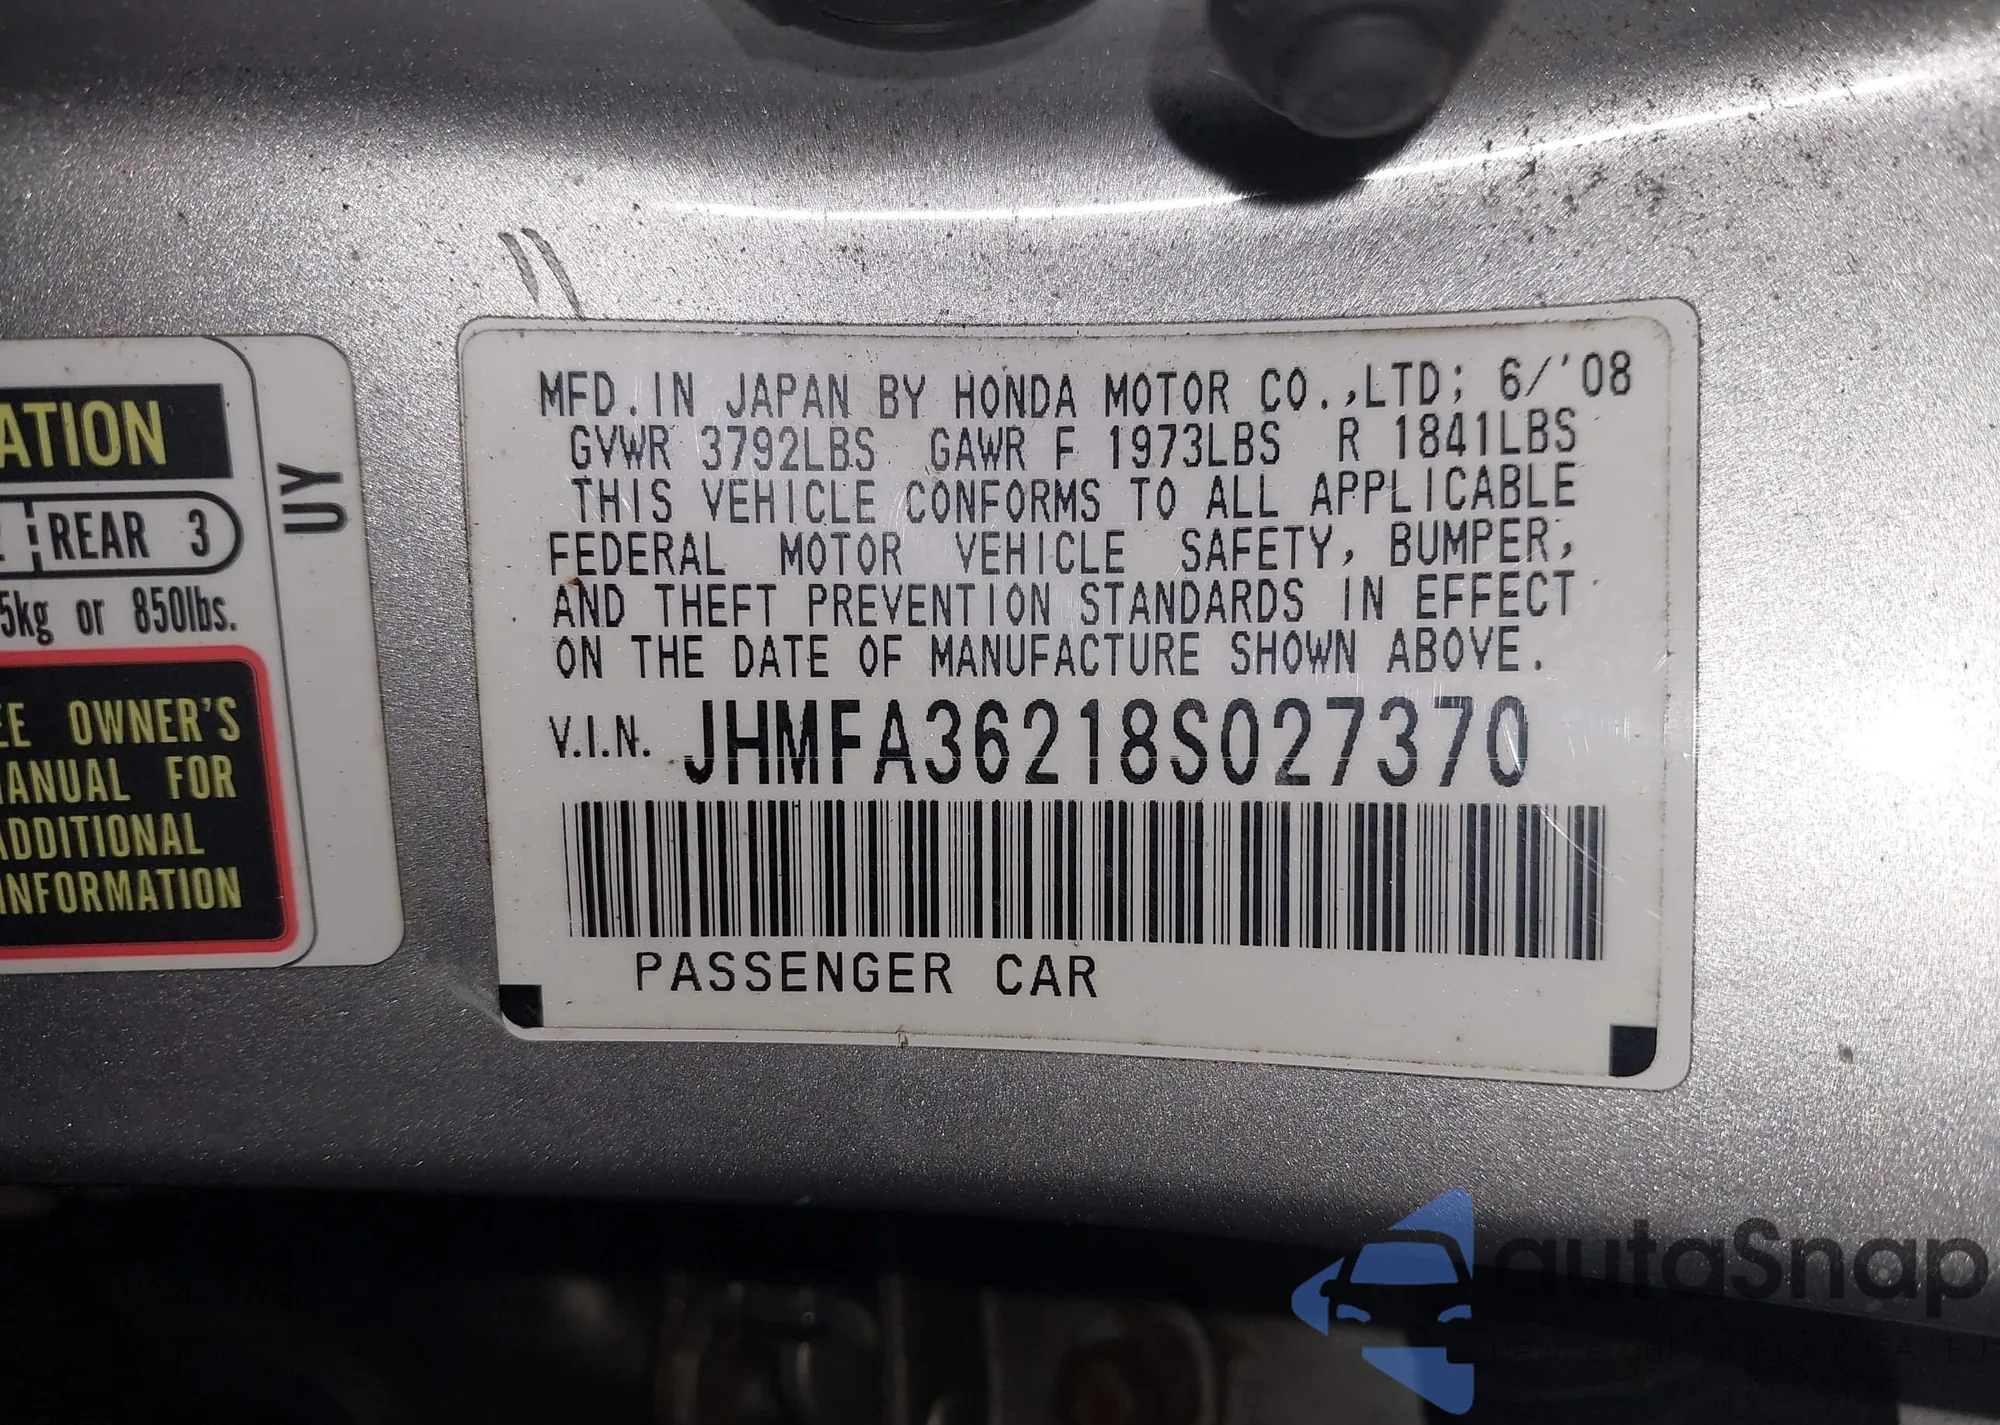 ATION
REAR 3
5kg or 850lbs.
EE OWNER'S
MANUAL FOR
ADDITIONAL
INFORMATION
UY
MFD. IN JAPAN BY HONDA MOTOR CO.,LTD; 6/'08
GVWR 3792LBS GAWR F 1973LBS R 1841LBS
THIS VEHICLE CONFORMS TO ALL APPLICABLE
FEDERAL MOTOR VEHICLE SAFETY, BUMPER,
AND THEFT PREVENTION STANDARDS IN EFFECT
ON THE DATE OF MANUFACTURE SHOWN ABOVE.
V.I.N. JHMFA36218S027370
PASSENGER CAR
autoSnap